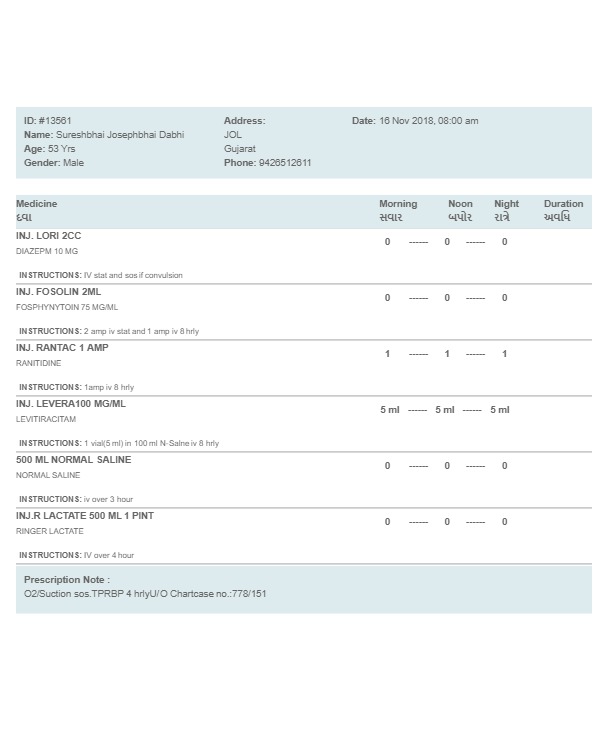 ID: #13561 Address: Date: 16 Nov 2018, 08:00 am
Name: Sureshbhai Josephbhai Dabhi JOL
Age: 53 Yrs Gujarat
Gender: Male Phone: 9426512611
Medicine Morning Noon Night Duration
દવા સવાર બપોર રાત્રે અવધિ
INJ. LORI 2CC 0 ------ 0 ------ 0
DIAZEPM 10 MG
INSTRUCTIONS: IV stat and sos if convulsion
INJ. FOSOLIN 2ML 0 ------ 0 ------ 0
FOSPHYNYTOIN 75 MG/ML
INSTRUCTIONS: 2 amp iv stat and 1 amp iv 8 hrly
INJ. RANTAC 1 AMP 1 ------ 1 ------ 1
RANITIDINE
INSTRUCTIONS: 1amp iv 8 hrly
INJ. LEVERA100 MG/ML 5 ml ------ 5 ml ------ 5 ml
LEVITIRACITAM
INSTRUCTIONS: 1 vial(5 ml) in 100 ml N-Salne iv 8 hrly
500 ML NORMAL SALINE 0 ------ 0 ------ 0
NORMAL SALINE
INSTRUCTIONS: iv over 3 hour
INJ.R LACTATE 500 ML 1 PINT 0 ------ 0 ------ 0
RINGER LACTATE
INSTRUCTIONS: IV over 4 hour
Prescription Note :
O2/Suction sos.TPRBP 4 hrlyU/O Chartcase no.:778/151